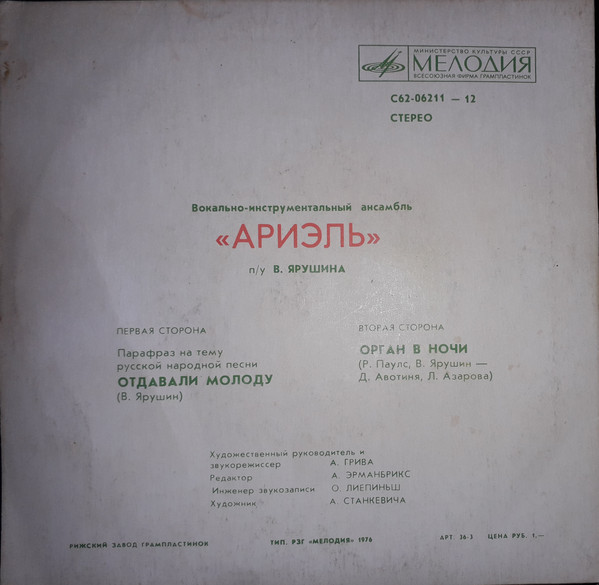 МИНИСТЕРСТВО КУЛЬТУРЫ СССР
МЕЛОДИЯ
ВСЕСОЮЗНАЯ ФИРМА ГРАМПЛАСТИНОК
С62-06211 — 12
СТЕРЕО
Вокально-инструментальный ансамбль
«АРИЭЛЬ»
п/у В. ЯРУШИНА
ПЕРВАЯ СТОРОНА
Парафраз на тему
русской народной песни
ОТДАВАЛИ МОЛОДУ
(В. Ярушин)
ВТОРАЯ СТОРОНА
ОРГАН В НОЧИ
(Р. Паулс, В. Ярушин —
Д. Авотиня, Л. Азарова)
Художественный руководитель и
звукорежиссер А. ГРИВА
Редактор А. ЭРМАНБРИКС
Инженер звукозаписи О. ЛИЕПИНЬШ
Художник А СТАНКЕВИЧА
РИЖСКИЙ ЗАВОД ГРАМПЛАСТИНОК ТИП. РЗГ «МЕЛОДИЯ» 1976 АРТ 36-3 ЦЕНА РУБ. 1.—